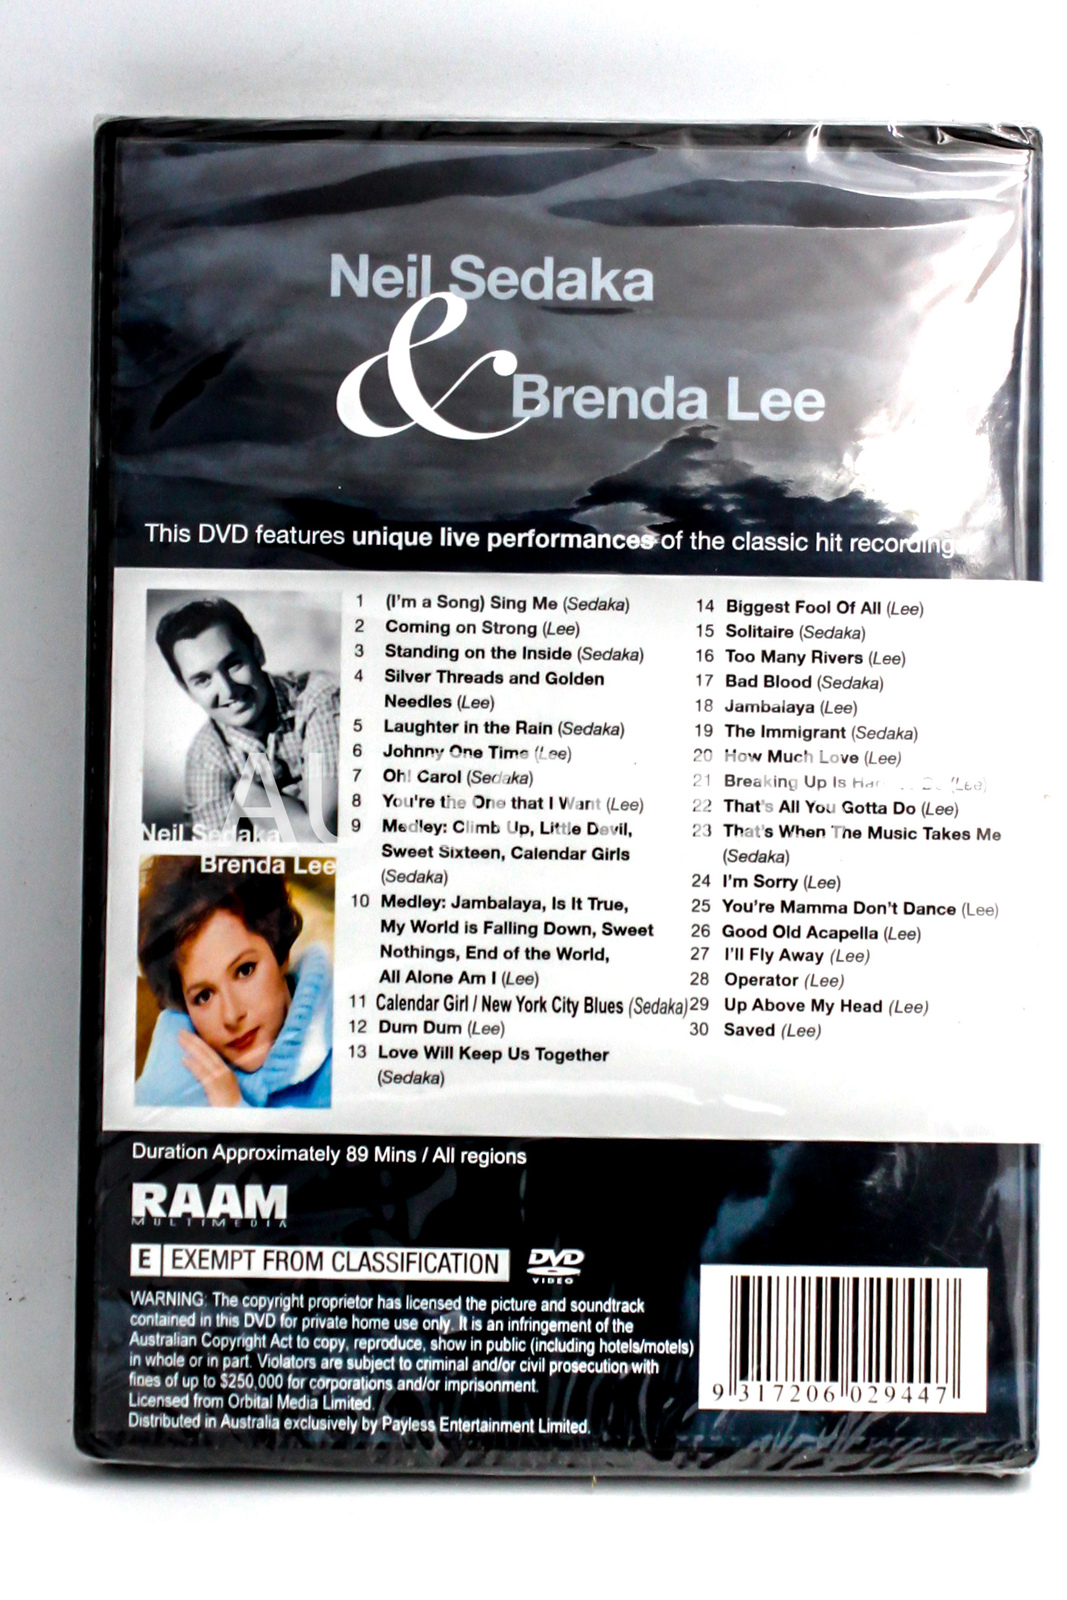 Neil Sedaka
&
Brenda Lee
This DVD features unique live performances of the classic hit recordings
Neil Sedaka
Brenda Lee
1 (I'm a Song) Sing Me (Sedaka)
2 Coming on Strong (Lee)
3 Standing on the Inside (Sedaka)
4 Silver Threads and Golden
Needles (Lee)
5 Laughter in the Rain (Sedaka)
6 Johnny One Time (Lee)
7 Oh! Carol (Sedaka)
8 You're the One that I Want (Lee)
9 Medley: Climb Up, Little Devil,
Sweet Sixteen, Calendar Girls
(Sedaka)
10 Medley: Jambalaya, Is It True,
My World is Falling Down, Sweet
Nothings, End of the World,
All Alone Am I (Lee)
11 Calendar Girl / New York City Blues (Sedaka)
12 Dum Dum (Lee)
13 Love Will Keep Us Together
(Sedaka)
14 Biggest Fool Of All (Lee)
15 Solitaire (Sedaka)
16 Too Many Rivers (Lee)
17 Bad Blood (Sedaka)
18 Jambalaya (Lee)
19 The Immigrant (Sedaka)
20 How Much Love (Lee)
21 Breaking Up Is (Lee)
22 That's All You Gotta Do (Lee)
23 That's When The Music Takes Me
(Sedaka)
24 I'm Sorry (Lee)
25 You're Mamma Don't Dance (Lee)
26 Good Old Acapella (Lee)
27 I'll Fly Away (Lee)
28 Operator (Lee)
29 Up Above My Head (Lee)
30 Saved (Lee)
Duration Approximately 89 Mins / All regions
RAAM
MULTIMEDIA
E EXEMPT FROM CLASSIFICATION
DVD
VIDEO
WARNING: The copyright proprietor has licensed the picture and soundtrack
contained in this DVD for private home use only. It is an infringement of the
Australian Copyright Act to copy, reproduce, show in public (including hotels/motels)
in whole or in part. Violators are subject to criminal and/or civil prosecution with
fines of up to $250,000 for corporations and/or imprisonment.
Licensed from Orbital Media Limited.
Distributed in Australia exclusively by Payless Entertainment Limited.
9 317206 029447